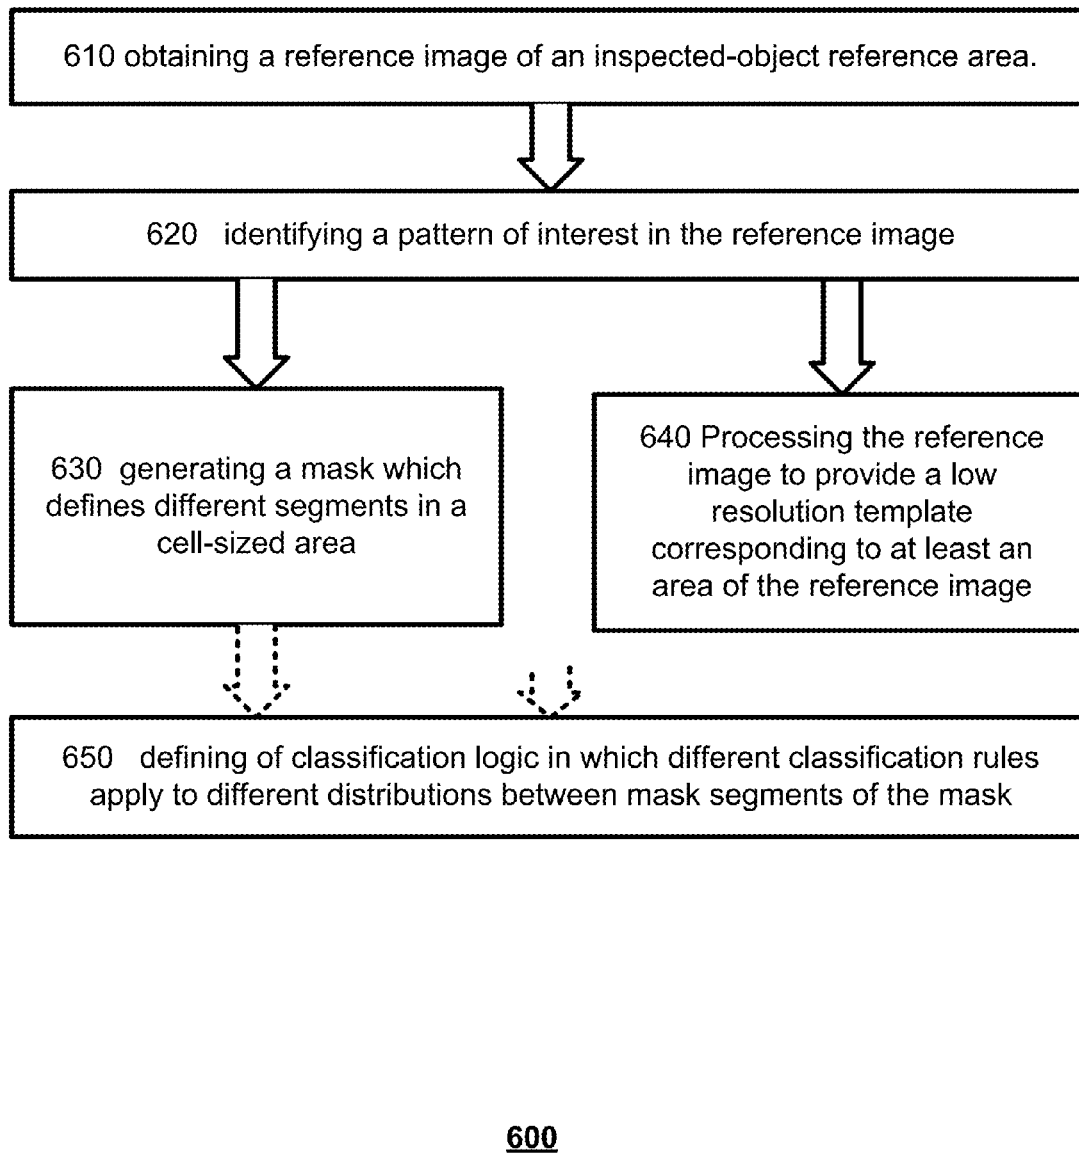 610 obtaining a reference image of an inspected-object reference area.
620 identifying a pattern of interest in the reference image
630 generating a mask which
defines different segments in a
cell-sized area
640 Processing the reference
image to provide a low
resolution template
corresponding to at least an
area of the reference image
650 defining of classification logic in which different classification rules
apply to different distributions between mask segments of the mask
600